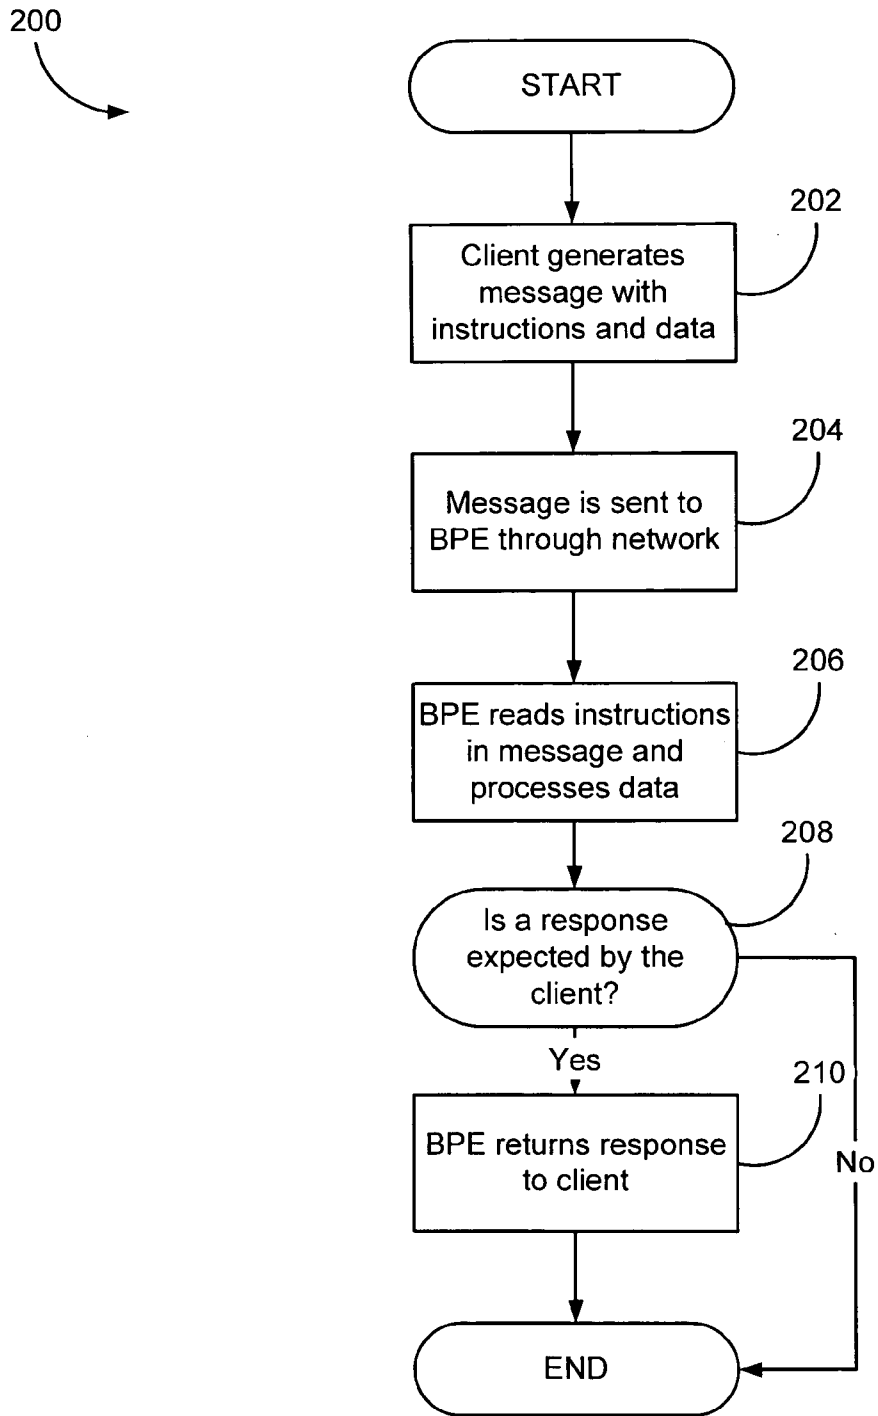 200
START
202
Client generates
message with
instructions and data
204
Message is sent to
BPE through network
206
BPE reads instructions
in message and
processes data
208
Is a response
expected by the
client?
Yes
210
BPE returns response
to client
No
END